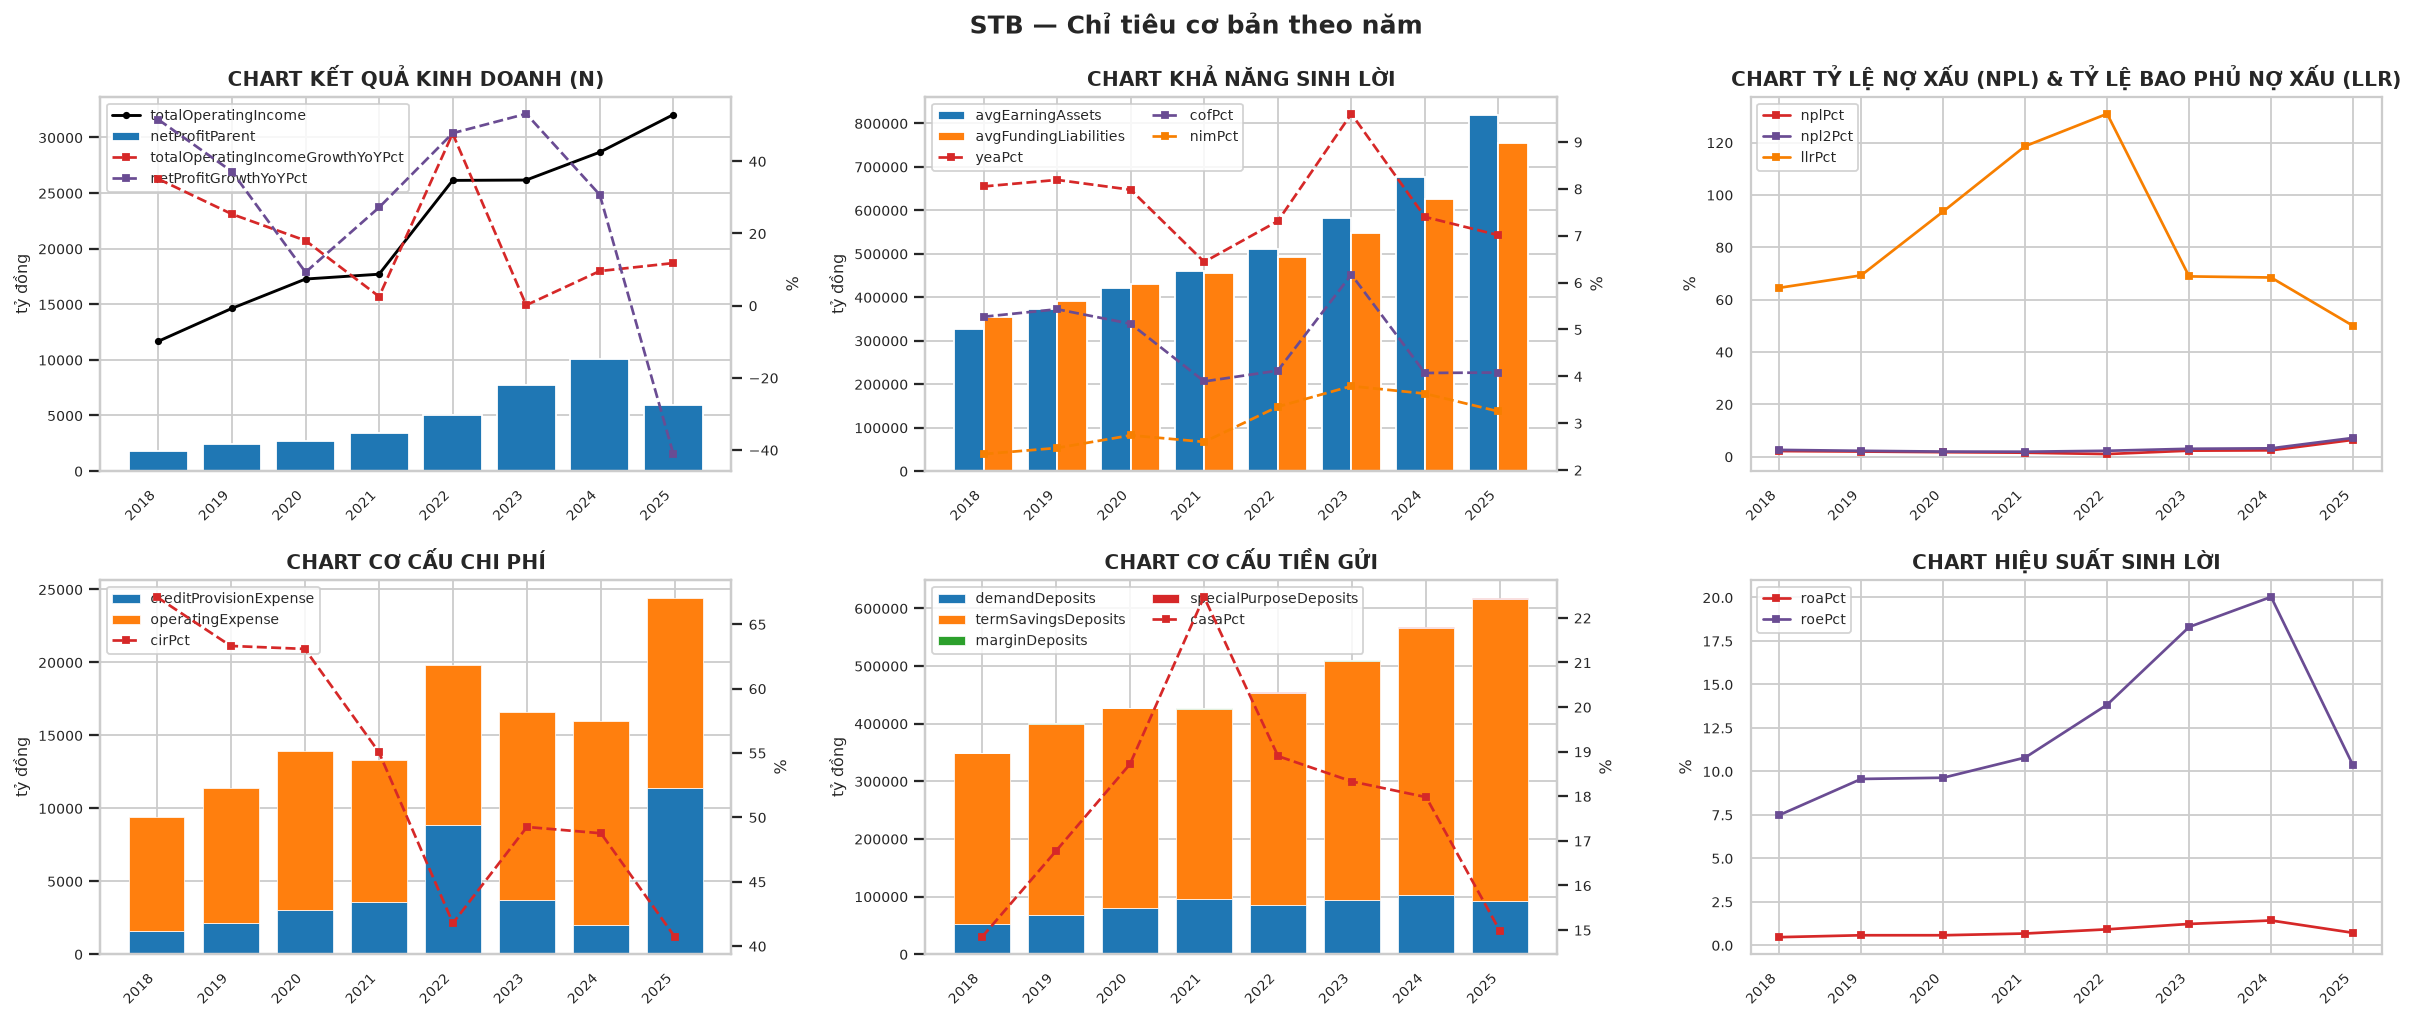 STB — Chỉ tiêu cơ bản theo năm
CHART KẾT QUẢ KINH DOANH (N)
totalOperatingIncome
netProfitParent
totalOperatingIncomeGrowthYoYPct
netProfitGrowthYoYPct
tỷ đồng
30000
25000
20000
15000
10000
5000
0
40
20
0
−20
−40
%
2018 2019 2020 2021 2022 2023 2024 2025
CHART KHẢ NĂNG SINH LỜI
avgEarningAssets cofPct
avgFundingLiabilities nimPct
yeaPct
tỷ đồng
800000
700000
600000
500000
400000
300000
200000
100000
0
9
8
7
6
5
4
3
2
%
2018 2019 2020 2021 2022 2023 2024 2025
CHART TỶ LỆ NỢ XẤU (NPL) & TỶ LỆ BAO PHỦ NỢ XẤU (LLR)
nplPct
npl2Pct
llrPct
%
120
100
80
60
40
20
0
2018 2019 2020 2021 2022 2023 2024 2025
CHART CƠ CẤU CHI PHÍ
creditProvisionExpense
operatingExpense
cirPct
tỷ đồng
25000
20000
15000
10000
5000
0
65
60
55
50
45
40
%
2018 2019 2020 2021 2022 2023 2024 2025
CHART CƠ CẤU TIỀN GỬI
demandDeposits specialPurposeDeposits
termSavingsDeposits casaPct
marginDeposits
tỷ đồng
600000
500000
400000
300000
200000
100000
0
22
21
20
19
18
17
16
15
%
2018 2019 2020 2021 2022 2023 2024 2025
CHART HIỆU SUẤT SINH LỜI
roaPct
roePct
%
20.0
17.5
15.0
12.5
10.0
7.5
5.0
2.5
0.0
2018 2019 2020 2021 2022 2023 2024 2025